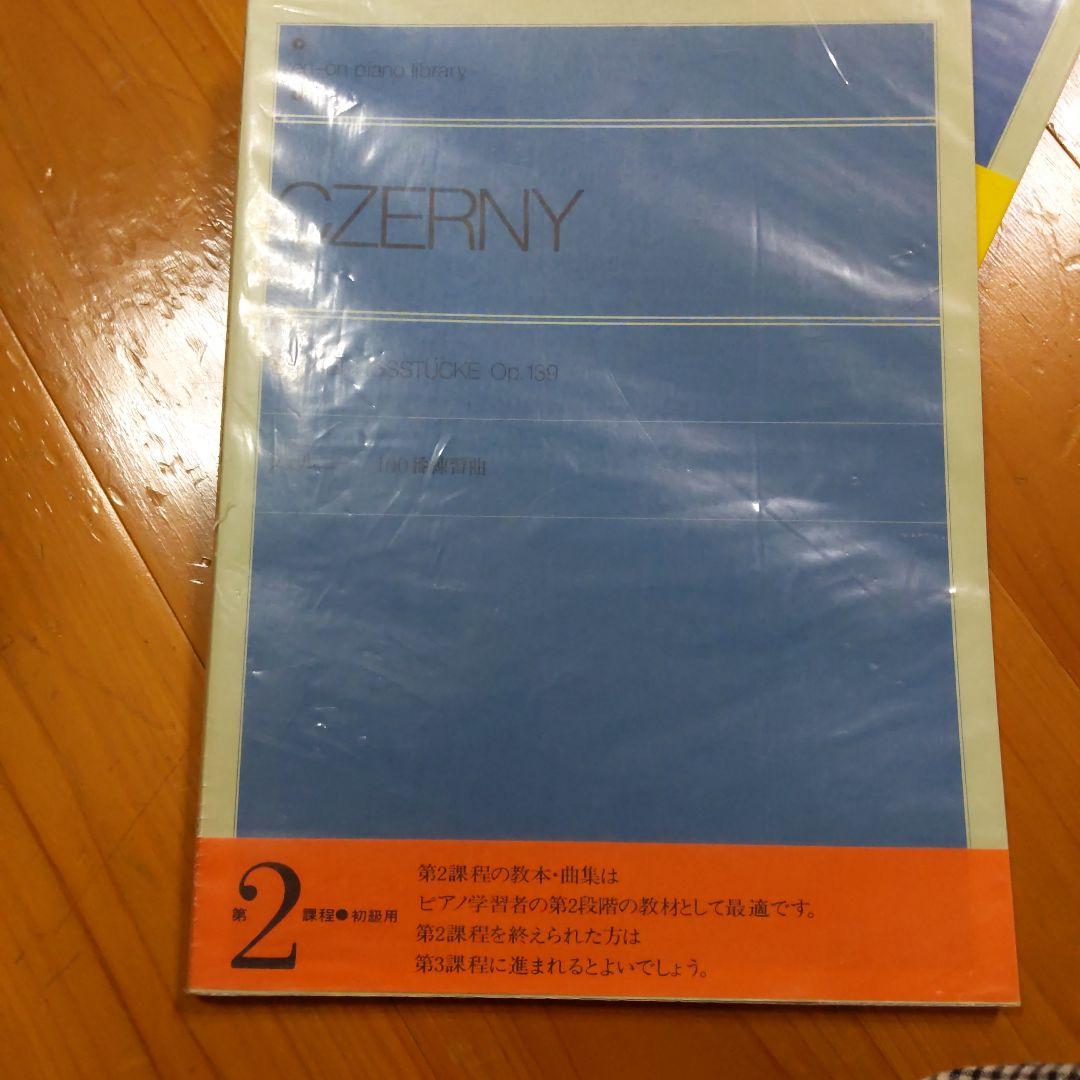 piano library
CZERNY
SSTÜCKE Op.139
100番練習曲
第2課程●初級用
第2課程の教本・曲集は
ピアノ学習者の第2段階の教材として最適です。
第2課程を終えられた方は
第3課程に進まれるとよいでしょう。